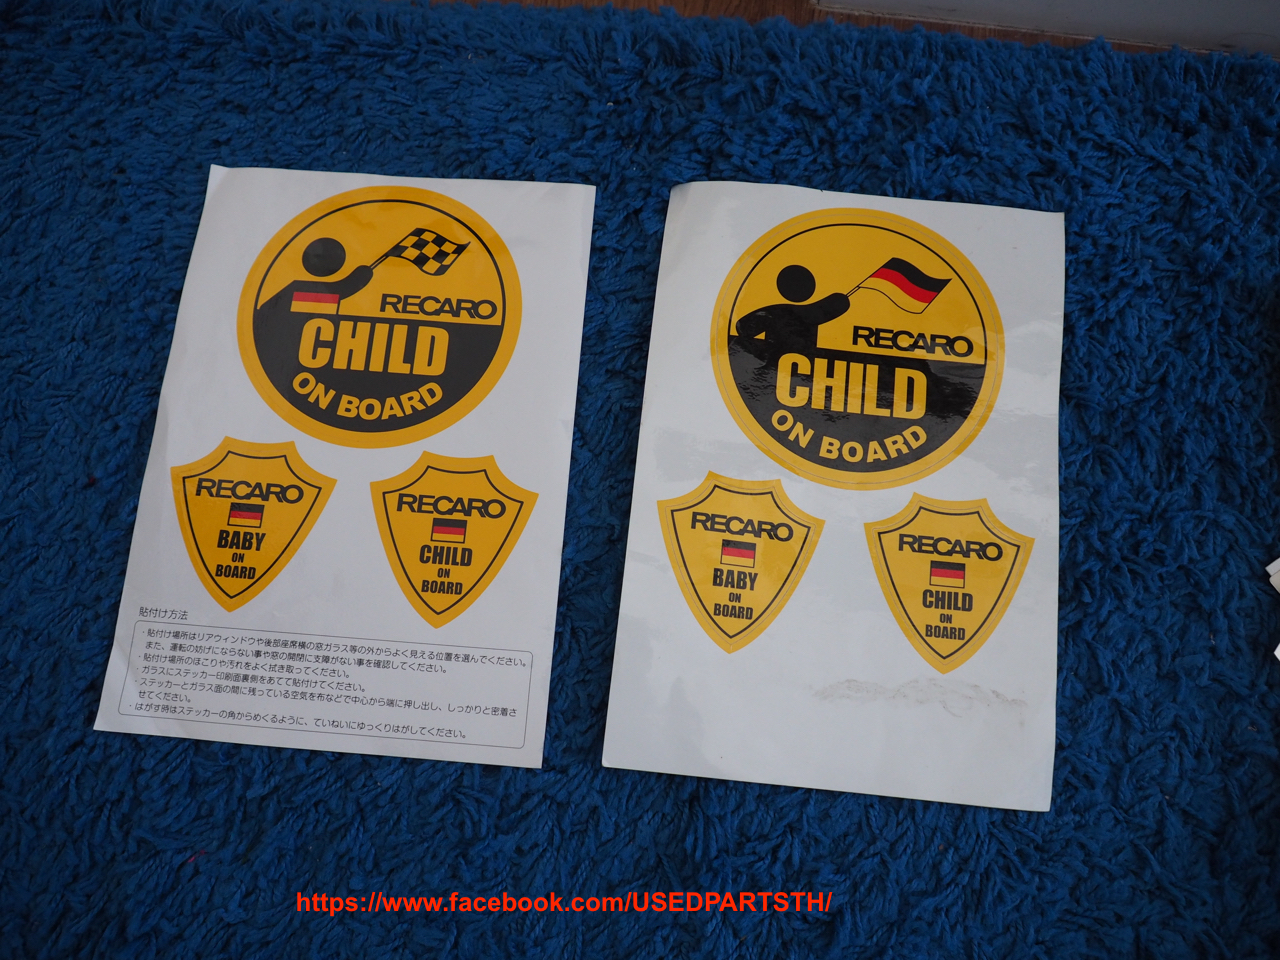 RECARO
CHILD
ON BOARD
RECARO
BABY
ON
BOARD
RECARO
CHILD
ON
BOARD
貼付け方法
・貼付け場所はリアウィンドウや後部座席横の窓ガラス等の外からよく見える位置を選んでください。
また、運転の妨げにならない事や窓の開閉に支障がない事を確認してください。
・貼付け場所のほこりや汚れをよく拭き取ってください。
・ガラスにステッカー印刷面裏側をあてて貼付けてください。
・ステッカーとガラス面の間に残っている空気を布などで中心から端に押し出し、しっかりと密着さ
せてください。
・はがす時はステッカーの角からめくるように、ていねいにゆっくりはがしてください。
RECARO
CHILD
ON BOARD
RECARO
BABY
ON
BOARD
RECARO
CHILD
ON
BOARD
https://www.facebook.com/USEDPARTSTH/